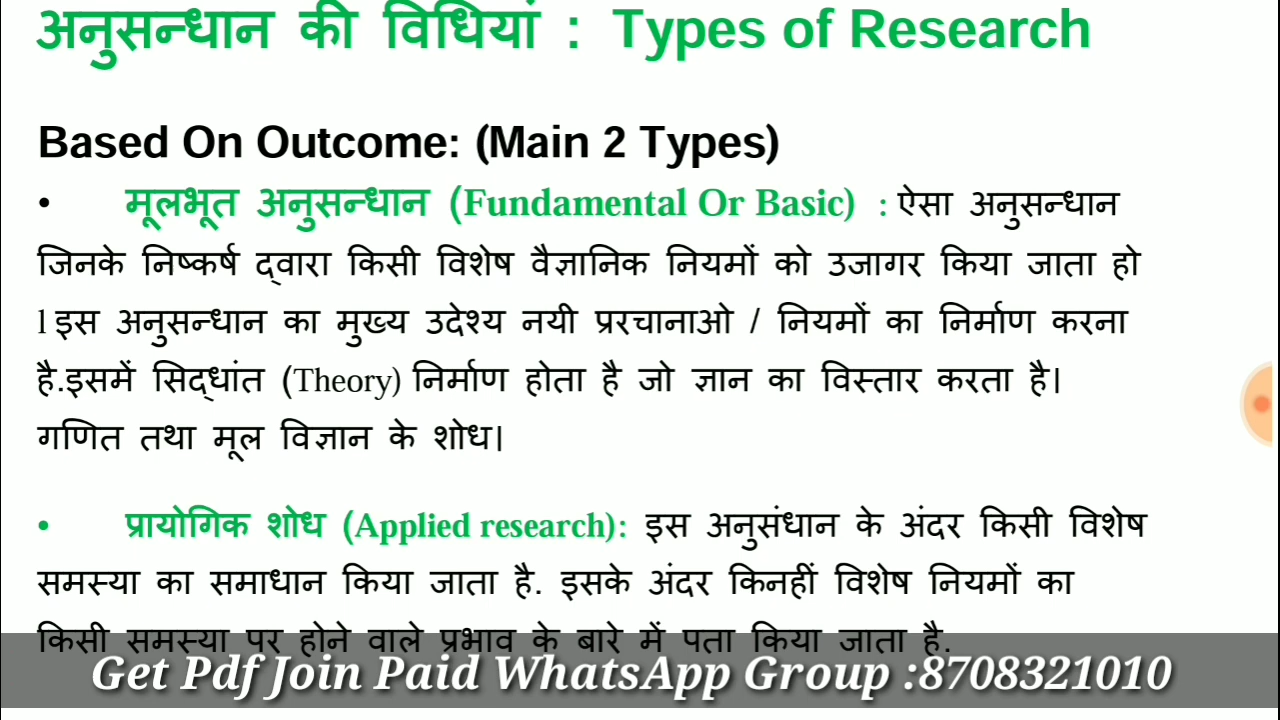 अनुसन्धान की विधियां : Types of Research
Based On Outcome: (Main 2 Types)
• मूलभूत अनुसन्धान (Fundamental Or Basic) : ऐसा अनुसन्धान
जिनके निष्कर्ष द्वारा किसी विशेष वैज्ञानिक नियमों को उजागर किया जाता हो
l इस अनुसन्धान का मुख्य उदेश्य नयी प्ररचानाओ / नियमों का निर्माण करना
है.इसमें सिद्धांत (Theory) निर्माण होता है जो ज्ञान का विस्तार करता है।
गणित तथा मूल विज्ञान के शोध।
• प्रायोगिक शोध (Applied research): इस अनुसंधान के अंदर किसी विशेष
समस्या का समाधान किया जाता है. इसके अंदर किनहीं विशेष नियमों का
किसी समस्या पर होने वाले प्रभाव के बारे में पता किया जाता है.
Get Pdf Join Paid WhatsApp Group :8708321010